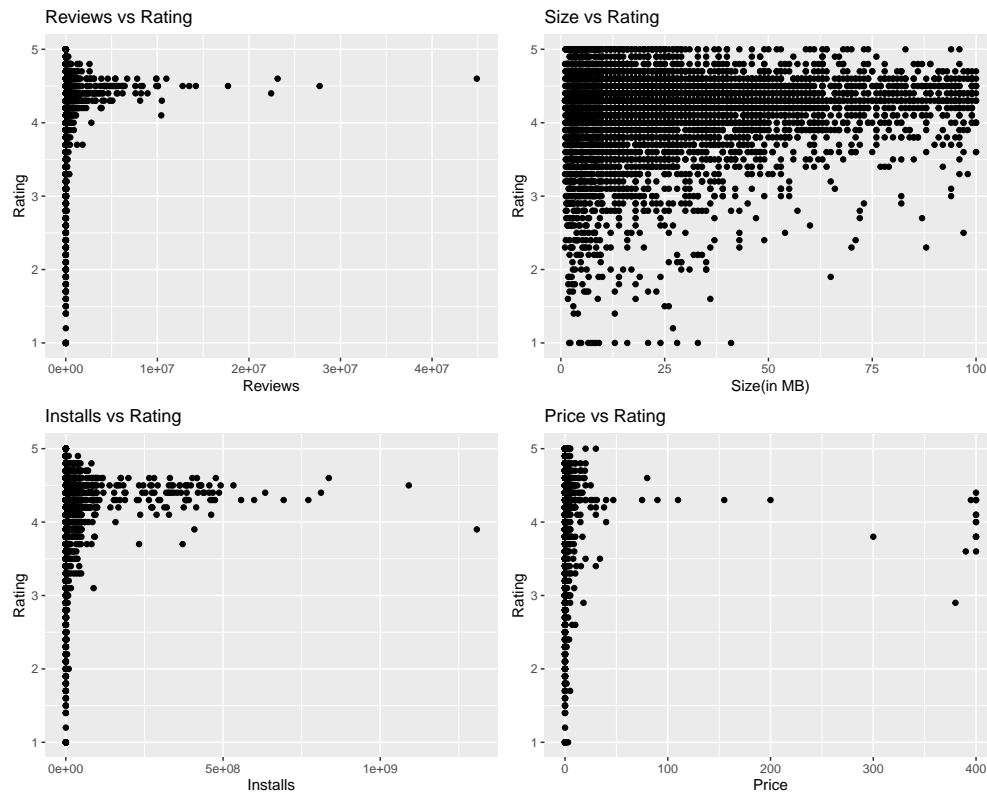 Reviews vs Rating
Rating
5
4
3
2
1
0e+00 1e+07 2e+07 3e+07 4e+07
Reviews
Size vs Rating
Rating
5
4
3
2
1
0 25 50 75 100
Size(in MB)
Installs vs Rating
Rating
5
4
3
2
1
0e+00 5e+08 1e+09
Installs
Price vs Rating
Rating
5
4
3
2
1
0 100 200 300 400
Price